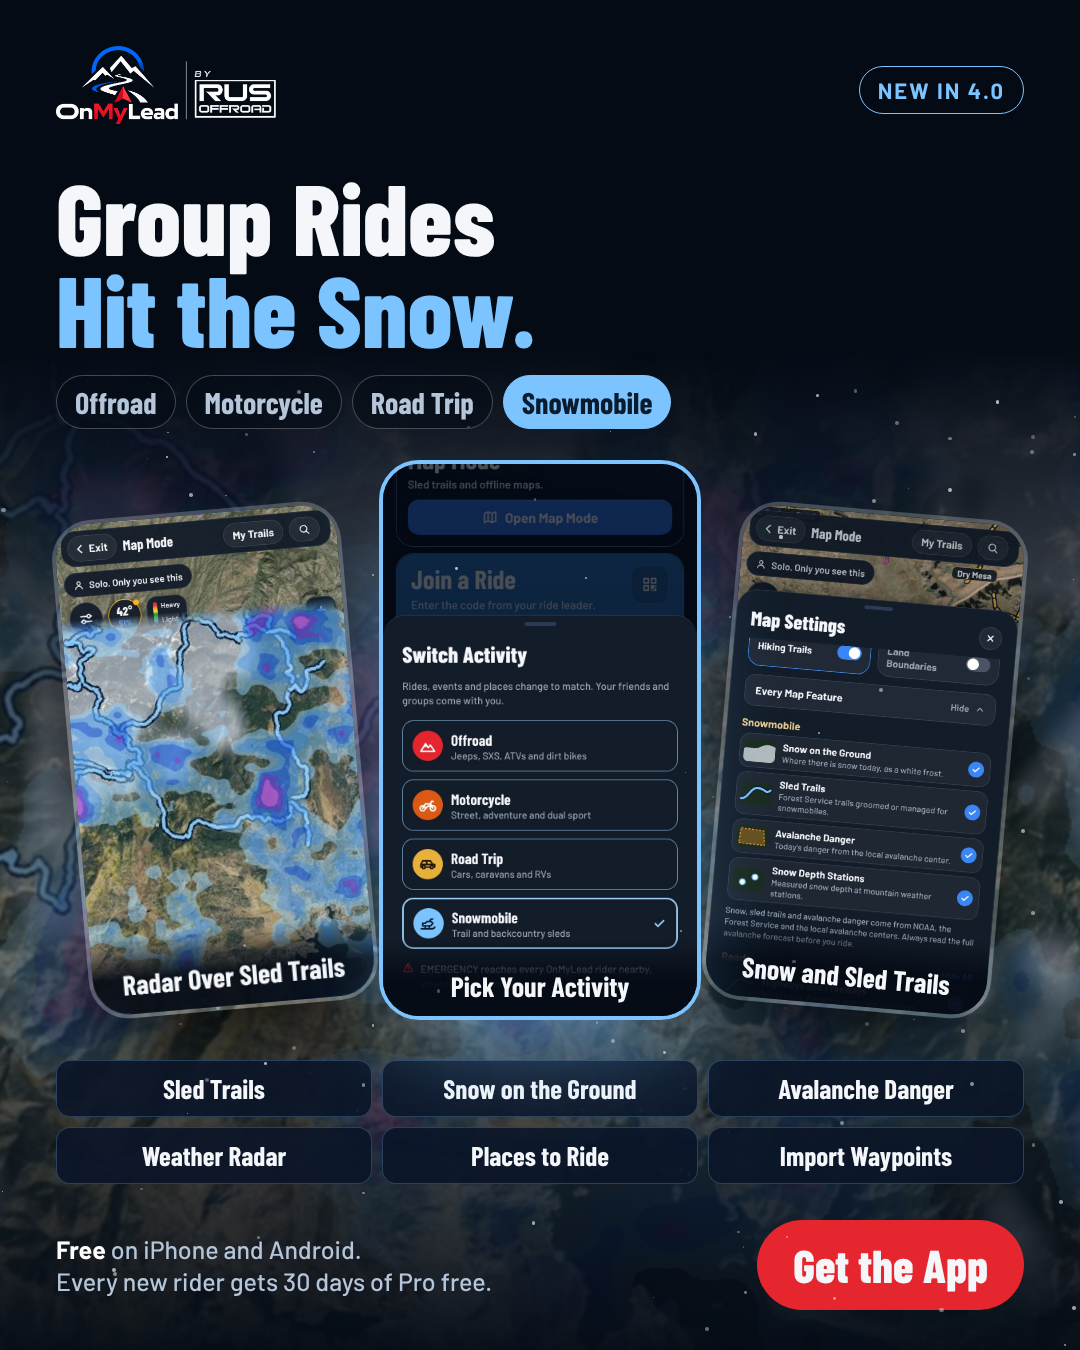 OnMyLead
BY
RUS
OFFROAD
NEW IN 4.0
Group Rides
Hit the Snow.
Offroad
Motorcycle
Road Trip
Snowmobile
Exit
Map Mode
My Trails
Solo. Only you see this
42°
Heavy
Light
Radar Over Sled Trails
Map Mode
Sled trails and offline maps.
Open Map Mode
Join a Ride
Enter the code from your ride leader.
Switch Activity
Rides, events and places change to match. Your friends and
groups come with you.
Offroad
Jeeps, SXS, ATVs and dirt bikes
Motorcycle
Street, adventure and dual sport
Road Trip
Cars, caravans and RVs
Snowmobile
Trail and backcountry sleds
EMERGENCY reaches every OnMyLead rider nearby.
Pick Your Activity
Exit
Map Mode
My Trails
Solo. Only you see this
Dry Mesa
Map Settings
Hiking Trails
Land
Boundaries
Every Map Feature
Hide
Snowmobile
Snow on the Ground
Where there is snow today, as a white frost.
Sled Trails
Forest Service trails groomed or managed for
snowmobiles.
Avalanche Danger
Today's danger from the local avalanche center.
Snow Depth Stations
Measured snow depth at mountain weather
stations.
Snow, sled trails and avalanche danger come from NOAA, the
Forest Service and the local avalanche centers. Always read the full
avalanche forecast before you ride.
Snow and Sled Trails
Sled Trails
Snow on the Ground
Avalanche Danger
Weather Radar
Places to Ride
Import Waypoints
Free on iPhone and Android.
Every new rider gets 30 days of Pro free.
Get the App